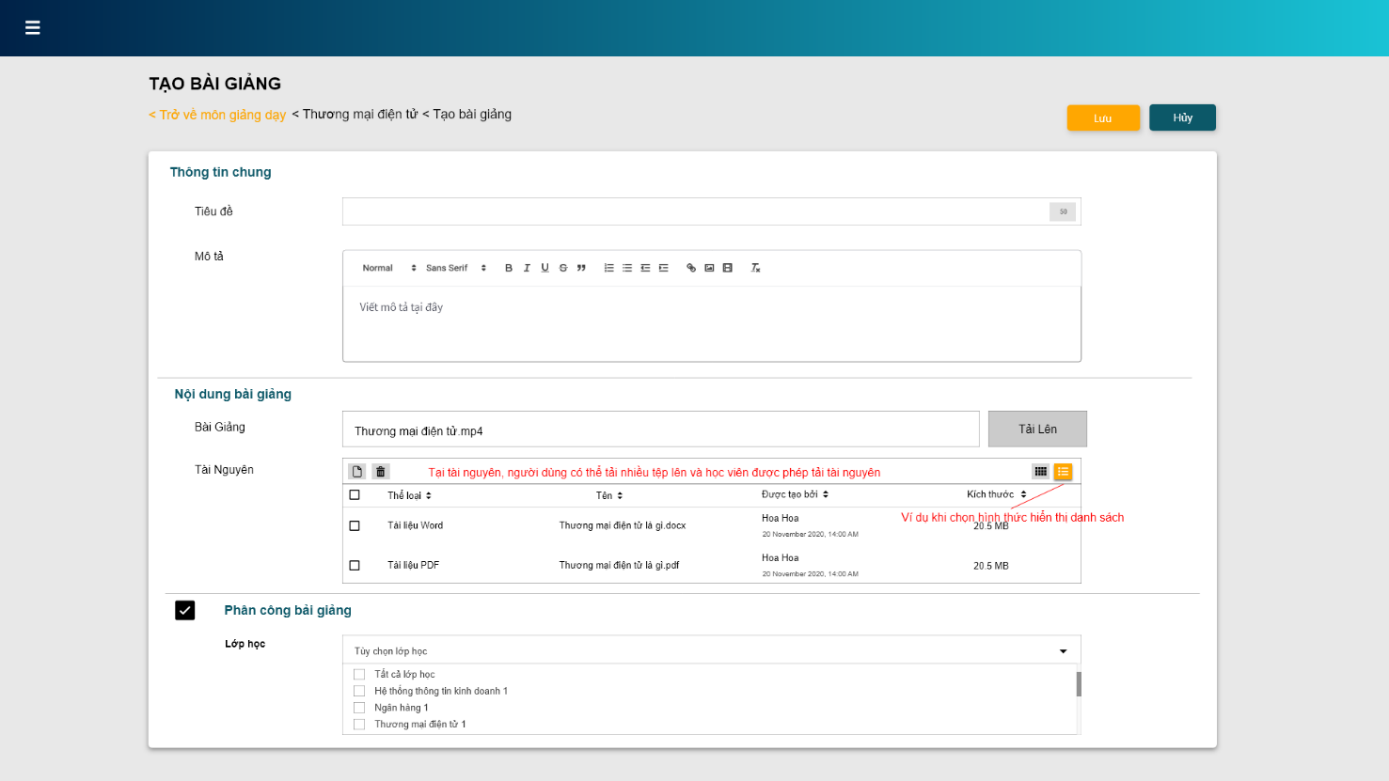 TẠO BÀI GIẢNG
< Trở về môn giảng dạy < Thương mại điện tử < Tạo bài giảng
Lưu
Hủy
Thông tin chung
Tiêu đề
50
Mô tả
Normal
Sans Serif
Viết mô tả tại đây
Nội dung bài giảng
Bài Giảng
Thương mại điện tử.mp4
Tải Lên
Tài Nguyên
Tại tài nguyên, người dùng có thể tải nhiều tệp lên và học viên được phép tải tài nguyên
Thể loại
Tên
Được tạo bởi
Kích thước
Ví dụ khi chọn hình thức hiển thị danh sách
Tài liệu Word
Thương mại điện tử là gì.docx
Hoa Hoa
20 November 2020, 14:00 AM
20.5 MB
Tài liệu PDF
Thương mại điện tử là gì.pdf
Hoa Hoa
20 November 2020, 14:00 AM
20.5 MB
Phân công bài giảng
Lớp học
Tùy chọn lớp học
Tất cả lớp học
Hệ thống thông tin kinh doanh 1
Ngân hàng 1
Thương mại điện tử 1